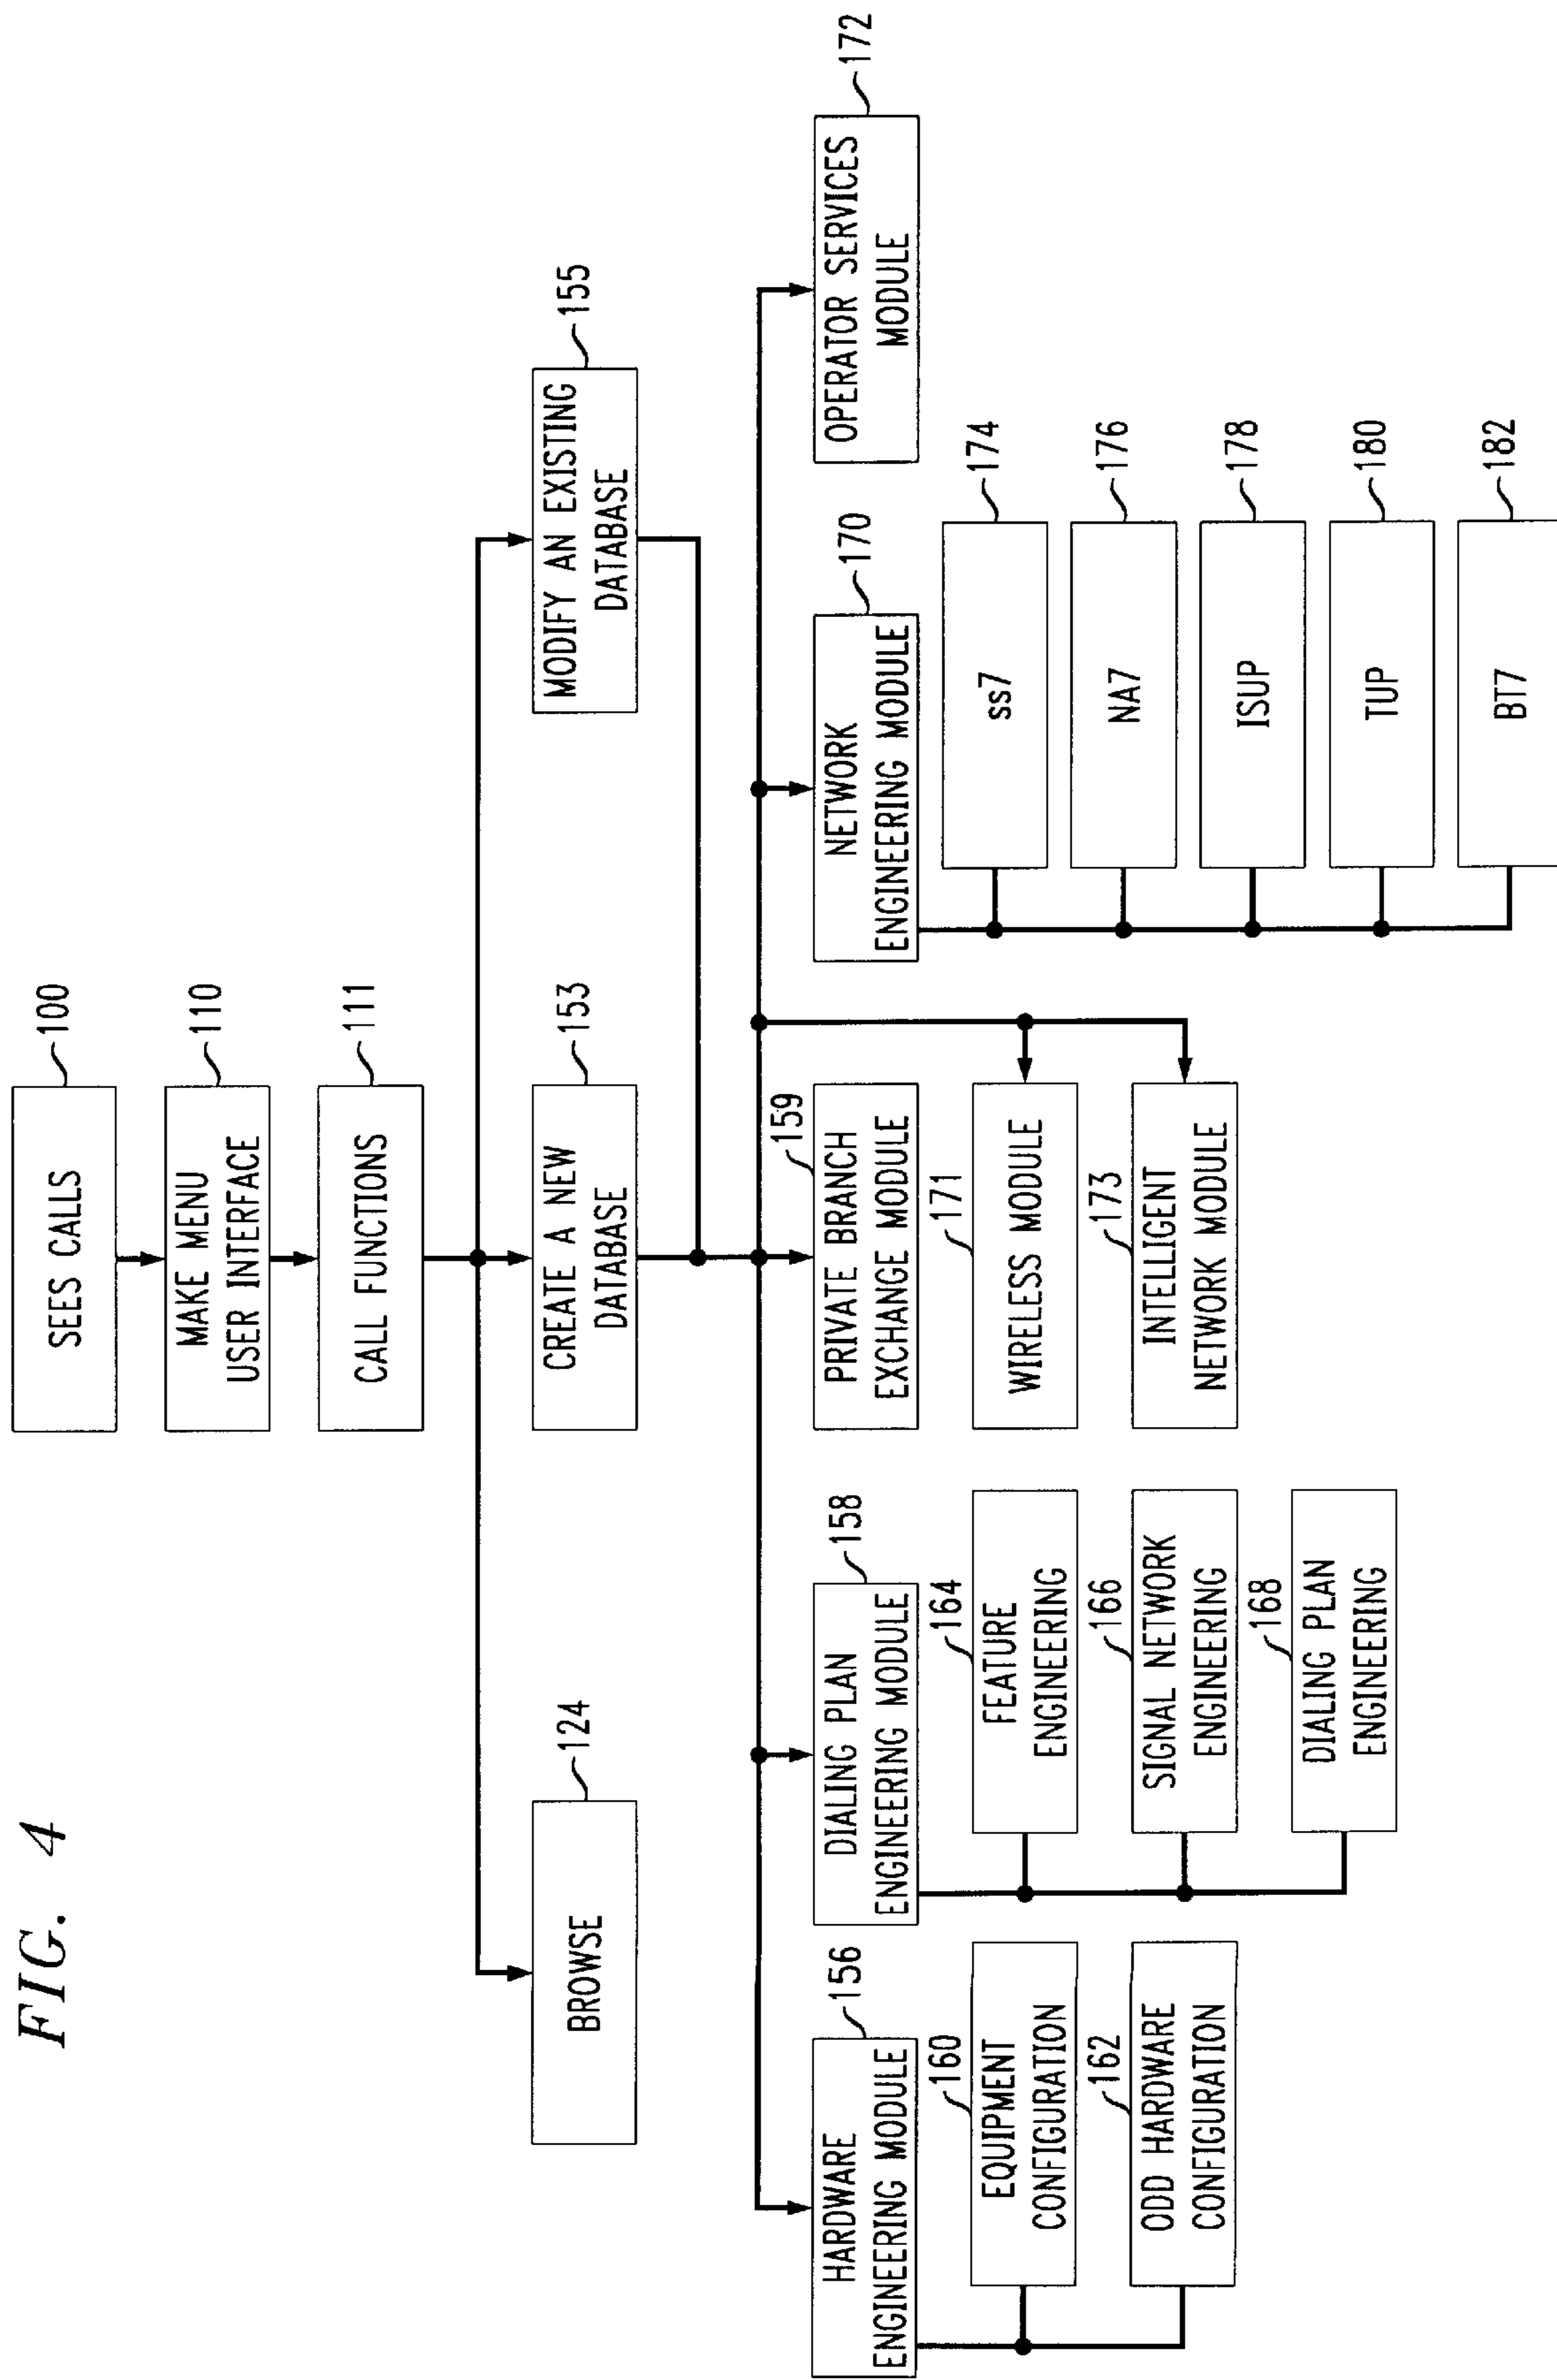 FIG. 4
SEES CALLS
100
MAKE MENU
USER INTERFACE
110
CALL FUNCTIONS
111
BROWSE
124
CREATE A NEW
DATABASE
153
MODIFY AN EXISTING
DATABASE
155
HARDWARE
ENGINEERING MODULE
156
160
EQUIPMENT
CONFIGURATION
162
ODD HARDWARE
CONFIGURATION
DIALING PLAN
ENGINEERING MODULE
158
164
FEATURE
ENGINEERING
166
SIGNAL NETWORK
ENGINEERING
168
DIALING PLAN
ENGINEERING
159
PRIVATE BRANCH
EXCHANGE MODULE
171
WIRELESS MODULE
173
INTELLIGENT
NETWORK MODULE
NETWORK
ENGINEERING MODULE
170
ss7
174
NA7
176
ISUP
178
TUP
180
BT7
182
OPERATOR SERVICES
MODULE
172